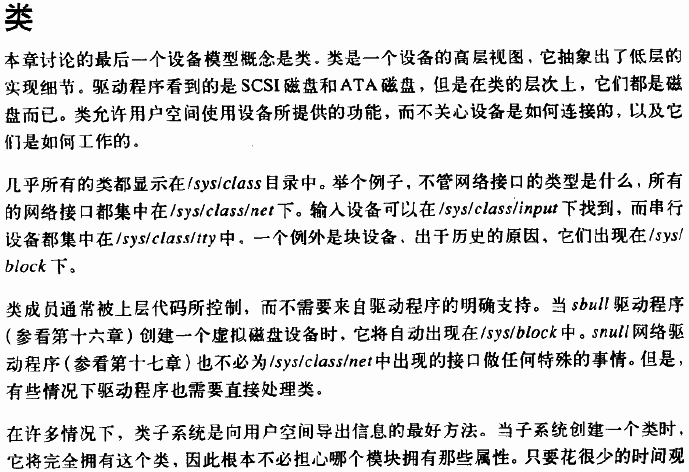 类
本章讨论的最后一个设备模型概念是类。类是一个设备的高层视图，它抽象出了低层的
实现细节。驱动程序看到的是SCSI磁盘和ATA磁盘，但是在类的层次上，它们都是磁
盘而已。类允许用户空间使用设备所提供的功能，而不关心设备是如何连接的，以及它
们是如何工作的。
几乎所有的类都显示在/sys/class目录中。举个例子，不管网络接口的类型是什么，所有
的网络接口都集中在/sys/class/net下。输入设备可以在/sys/class/input下找到，而串行
设备都集中在/sys/class/tty中。一个例外是块设备，出于历史的原因，它们出现在/sys/
block下。
类成员通常被上层代码所控制，而不需要来自驱动程序的明确支持。当sbull驱动程序
（参看第十六章）创建一个虚拟磁盘设备时，它将自动出现在/sys/block中。snull网络驱
动程序（参看第十七章）也不必为/sys/class/net中出现的接口做任何特殊的事情。但是，
有些情况下驱动程序也需要直接处理类。
在许多情况下，类子系统是向用户空间导出信息的最好方法。当子系统创建一个类时，
它将完全拥有这个类，因此根本不必担心哪个模块拥有那些属性。只要花很少的时间观